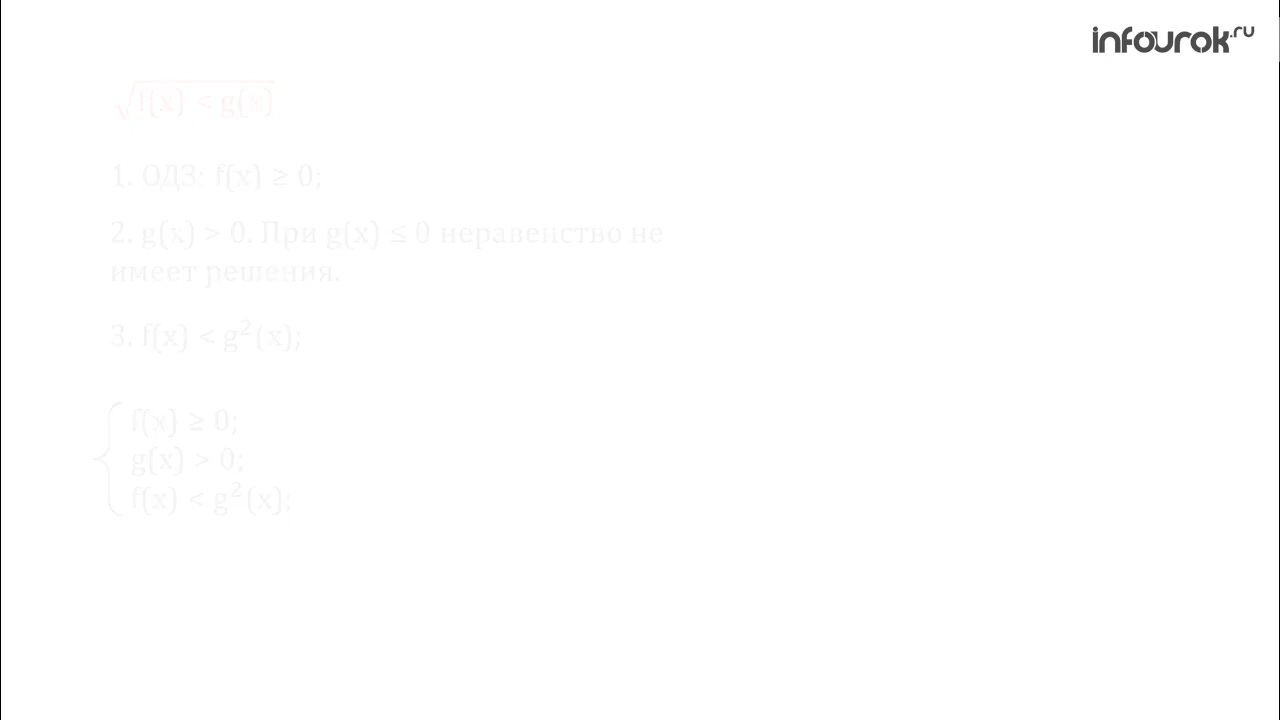 infourok.ru
√f(x) < g(x)
1. ОДЗ: f(x) ≥ 0;
2. g(x) > 0. При g(x) ≤ 0 неравенство не
имеет решения.
3. f(x) < g²(x);
f(x) ≥ 0;
g(x) > 0;
f(x) < g²(x);